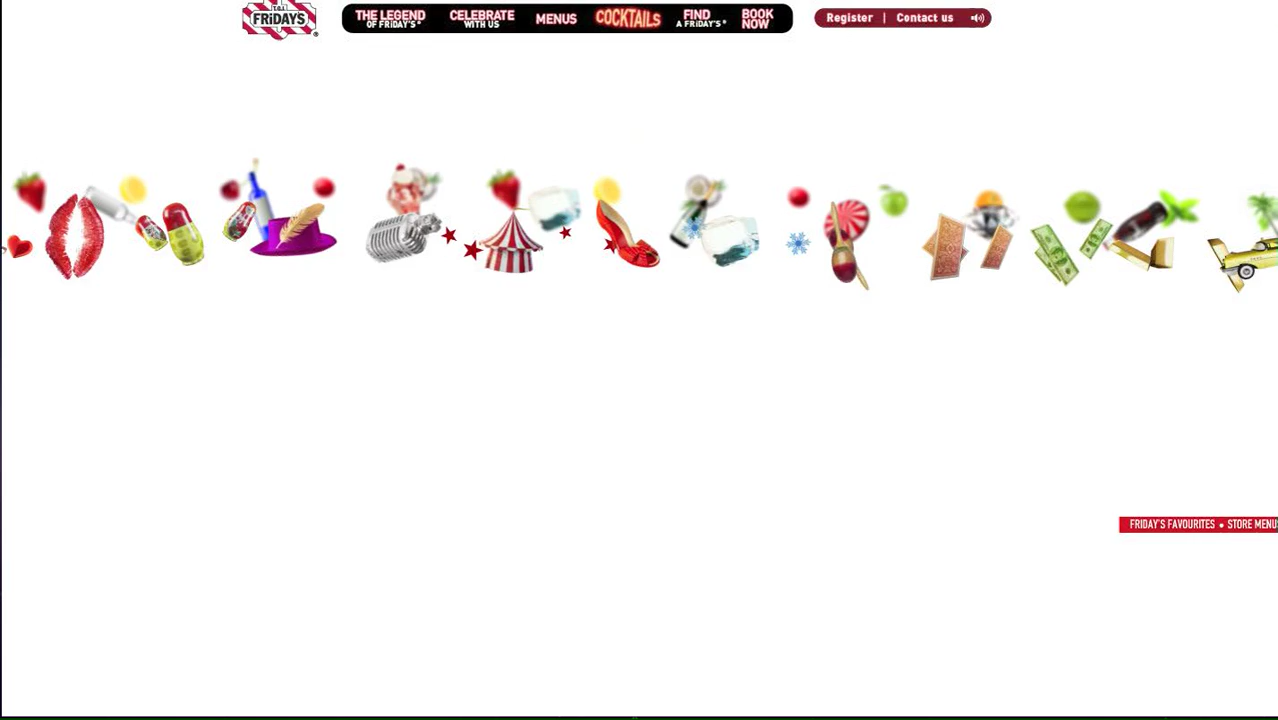 T.G.I.
FRIDAY'S
THE LEGEND
OF FRIDAY'S®
CELEBRATE
WITH US
MENUS
COCKTAILS
FIND
A FRIDAY'S®
BOOK
NOW
Register | Contact us
FRIDAY'S FAVOURITES • STORE MENUS